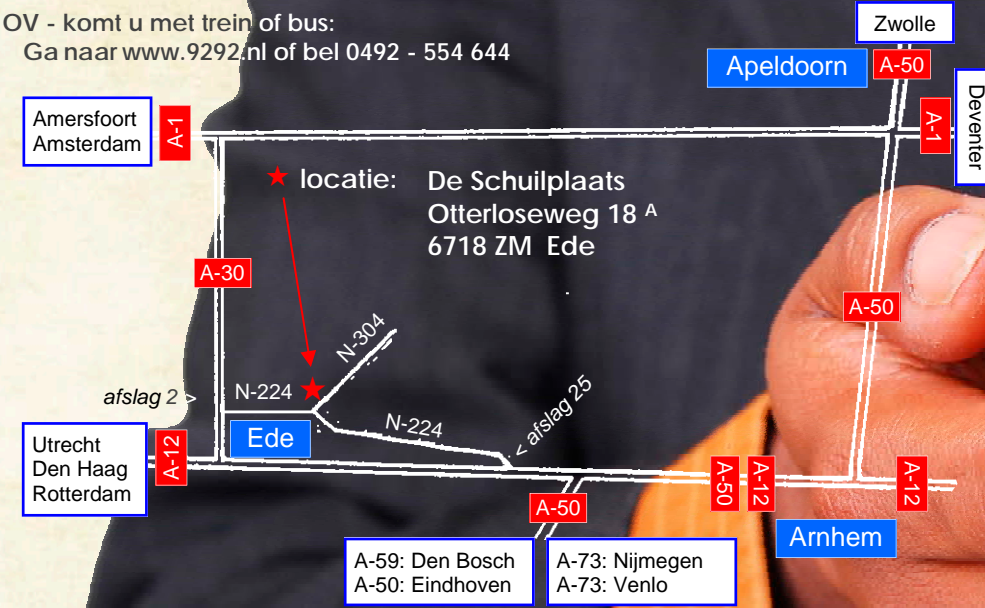 OV - komt u met trein of bus:
Ga naar www.9292.nl of bel 0492 - 554 644
Zwolle
Apeldoorn
A-50
Amersfoort
Amsterdam
A-1
A-1
Deventer
★ locatie: De Schuilplaats
Otterloseweg 18 A
6718 ZM Ede
A-30
A-50
N-304
afslag 2 >
N-224
< afslag 25
N-224
Ede
Utrecht
Den Haag
Rotterdam
A-12
A-50
A-12
A-12
A-50
Arnhem
A-59: Den Bosch
A-50: Eindhoven
A-73: Nijmegen
A-73: Venlo